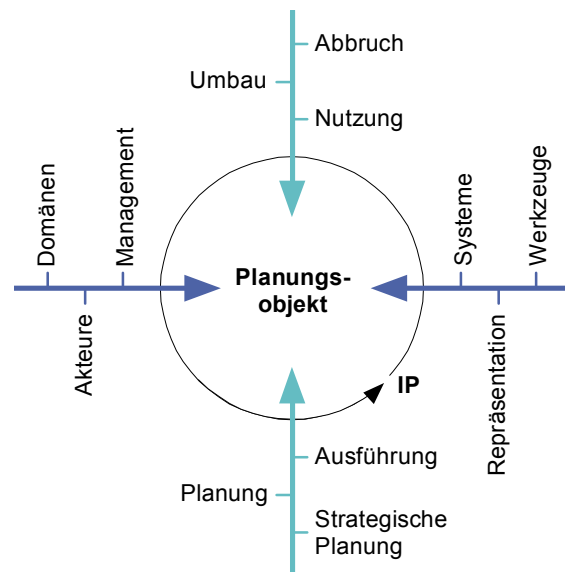 Abbruch
Umbau
Nutzung
Domänen
Management
Akteure
Planungs-
objekt
Systeme
Werkzeuge
Repräsentation
IP
Ausführung
Planung
Strategische
Planung